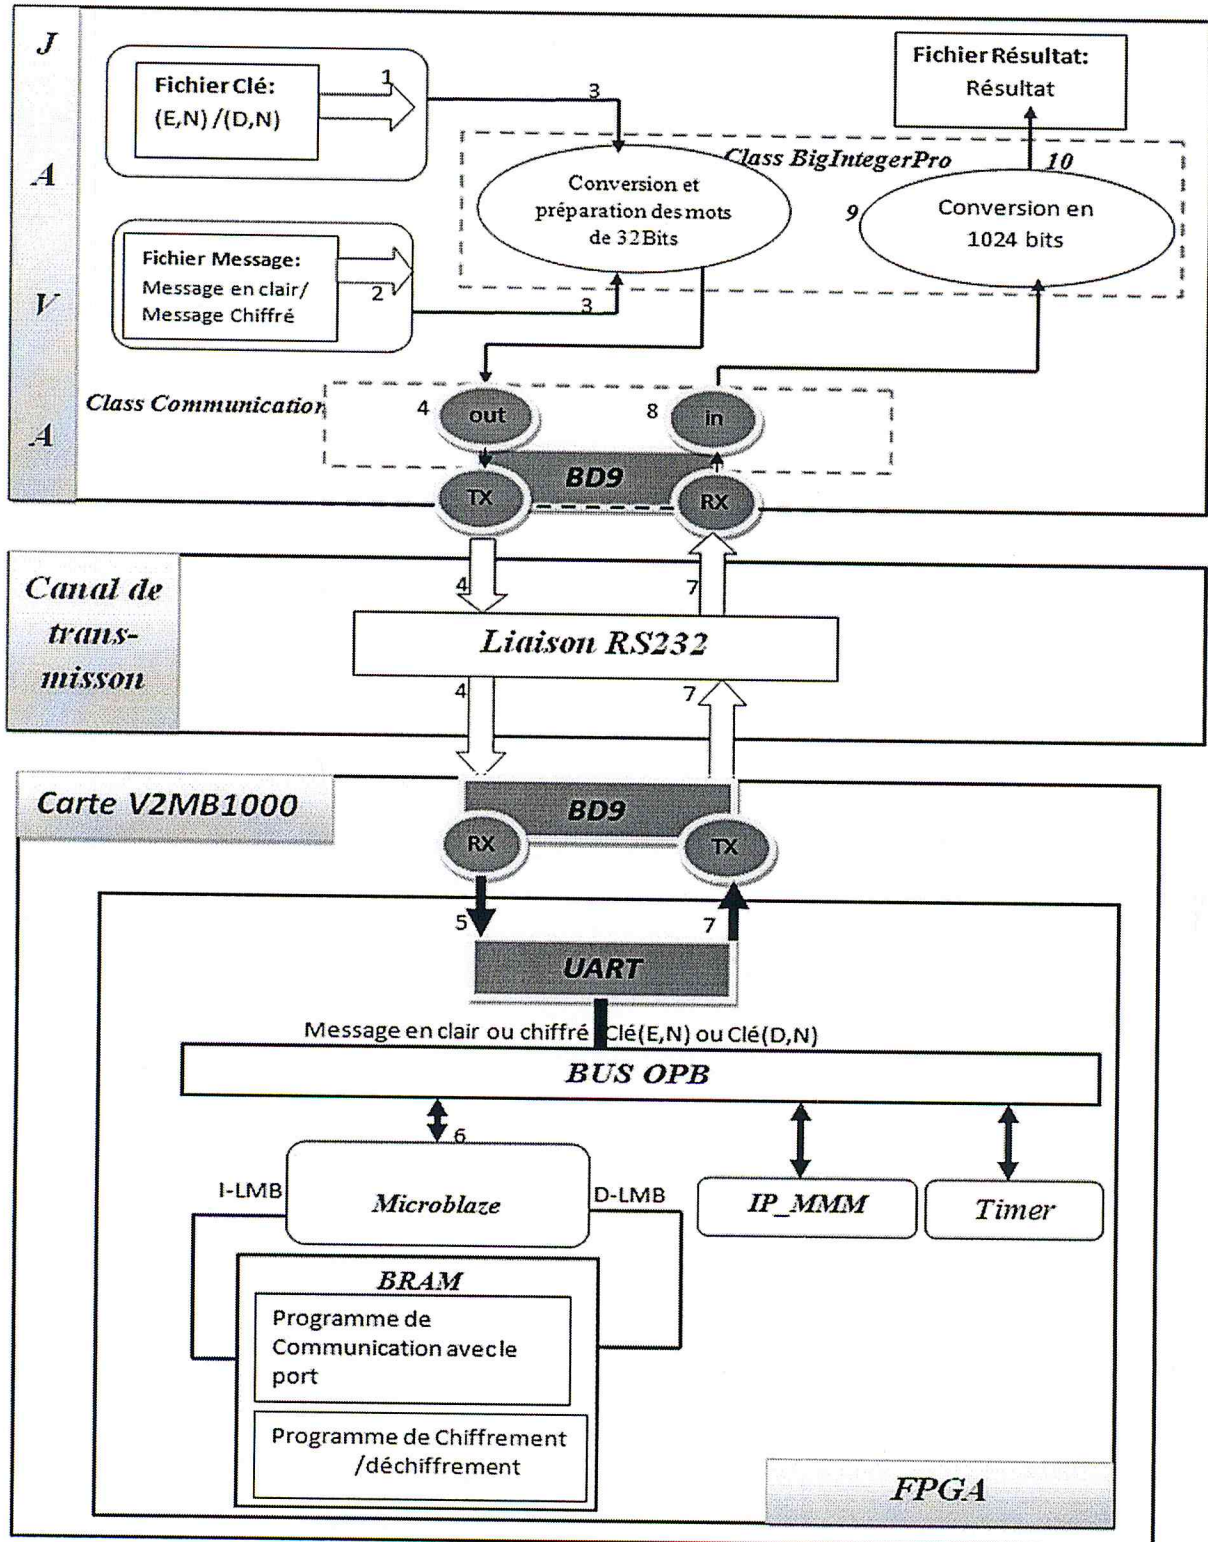 J
A
V
A
Fichier Clé:
(E,N) /(D,N)
1
3
Fichier Résultat:
Résultat
Class BigIntegerPro
10
Conversion et
préparation des mots
de 32Bits
9
Conversion en
1024 bits
Fichier Message:
Message en clair/
Message Chiffré
2
3
Class Communication
4
out
8
in
BD9
TX
RX
4
7
Canal de
trans-
misson
Liaison RS232
4
7
Carte V2MB1000
BD9
RX
TX
5
7
UART
Message en clair ou chiffré Clé(E,N) ou Clé(D,N)
BUS OPB
6
I-LMB
Microblaze
D-LMB
IP_MMM
Timer
BRAM
Programme de
Communication avec le
port
Programme de Chiffrement
/déchiffrement
FPGA